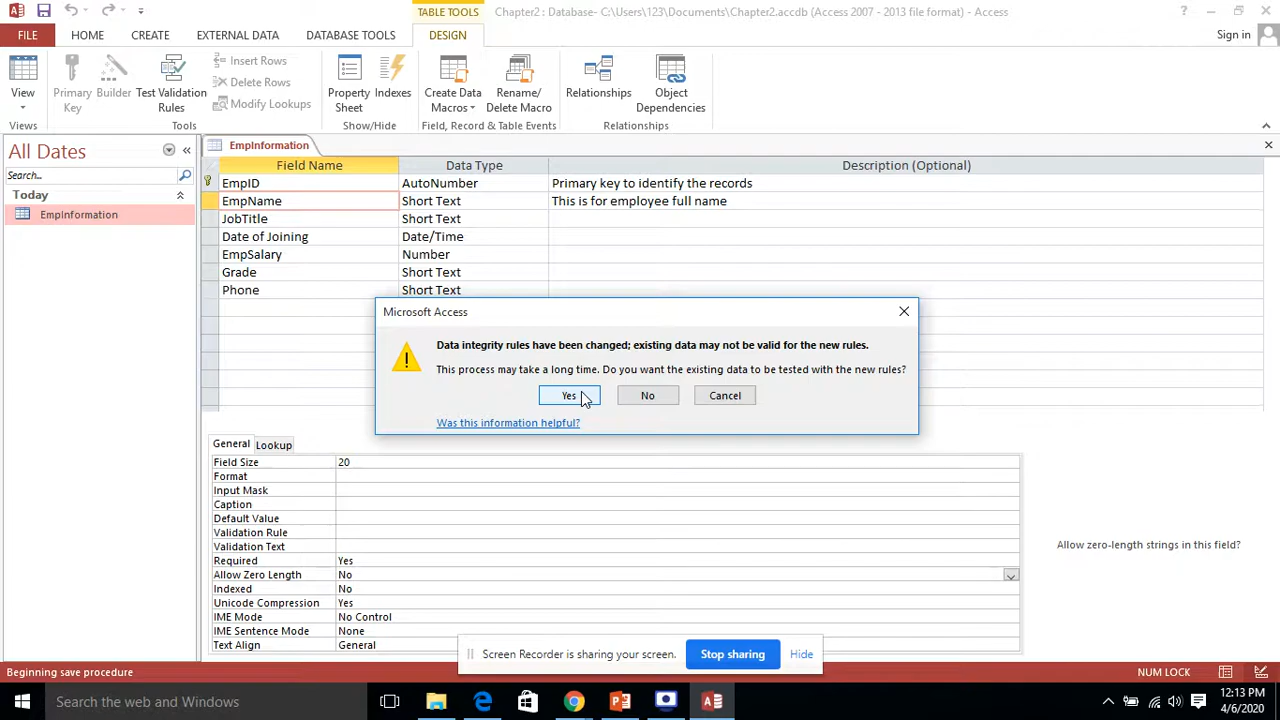 TABLE TOOLS
Chapter2 : Database- C:\Users\123\Documents\Chapter2.accdb (Access 2007 - 2013 file format) - Access
?
FILE HOME CREATE EXTERNAL DATA DATABASE TOOLS DESIGN Sign in
View
Primary Key
Builder
Test Validation Rules
Insert Rows
Delete Rows
Modify Lookups
Property Sheet
Indexes
Create Data Macros
Rename/ Delete Macro
Relationships
Object Dependencies
Views Tools Show/Hide Field, Record & Table Events Relationships
All Dates
Search...
Today
EmpInformation
EmpInformation
Field Name Data Type Description (Optional)
EmpID AutoNumber Primary key to identify the records
EmpName Short Text This is for employee full name
JobTitle Short Text
Date of Joining Date/Time
EmpSalary Number
Grade Short Text
Phone Short Text
Microsoft Access
Data integrity rules have been changed; existing data may not be valid for the new rules.
This process may take a long time. Do you want the existing data to be tested with the new rules?
Yes No Cancel
Was this information helpful?
General Lookup
Field Size 20
Format
Input Mask
Caption
Default Value
Validation Rule
Validation Text
Required Yes
Allow Zero Length No
Indexed No
Unicode Compression Yes
IME Mode No Control
IME Sentence Mode None
Text Align General
Allow zero-length strings in this field?
Screen Recorder is sharing your screen. Stop sharing Hide
Beginning save procedure NUM LOCK
Search the web and Windows
12:13 PM
4/6/2020